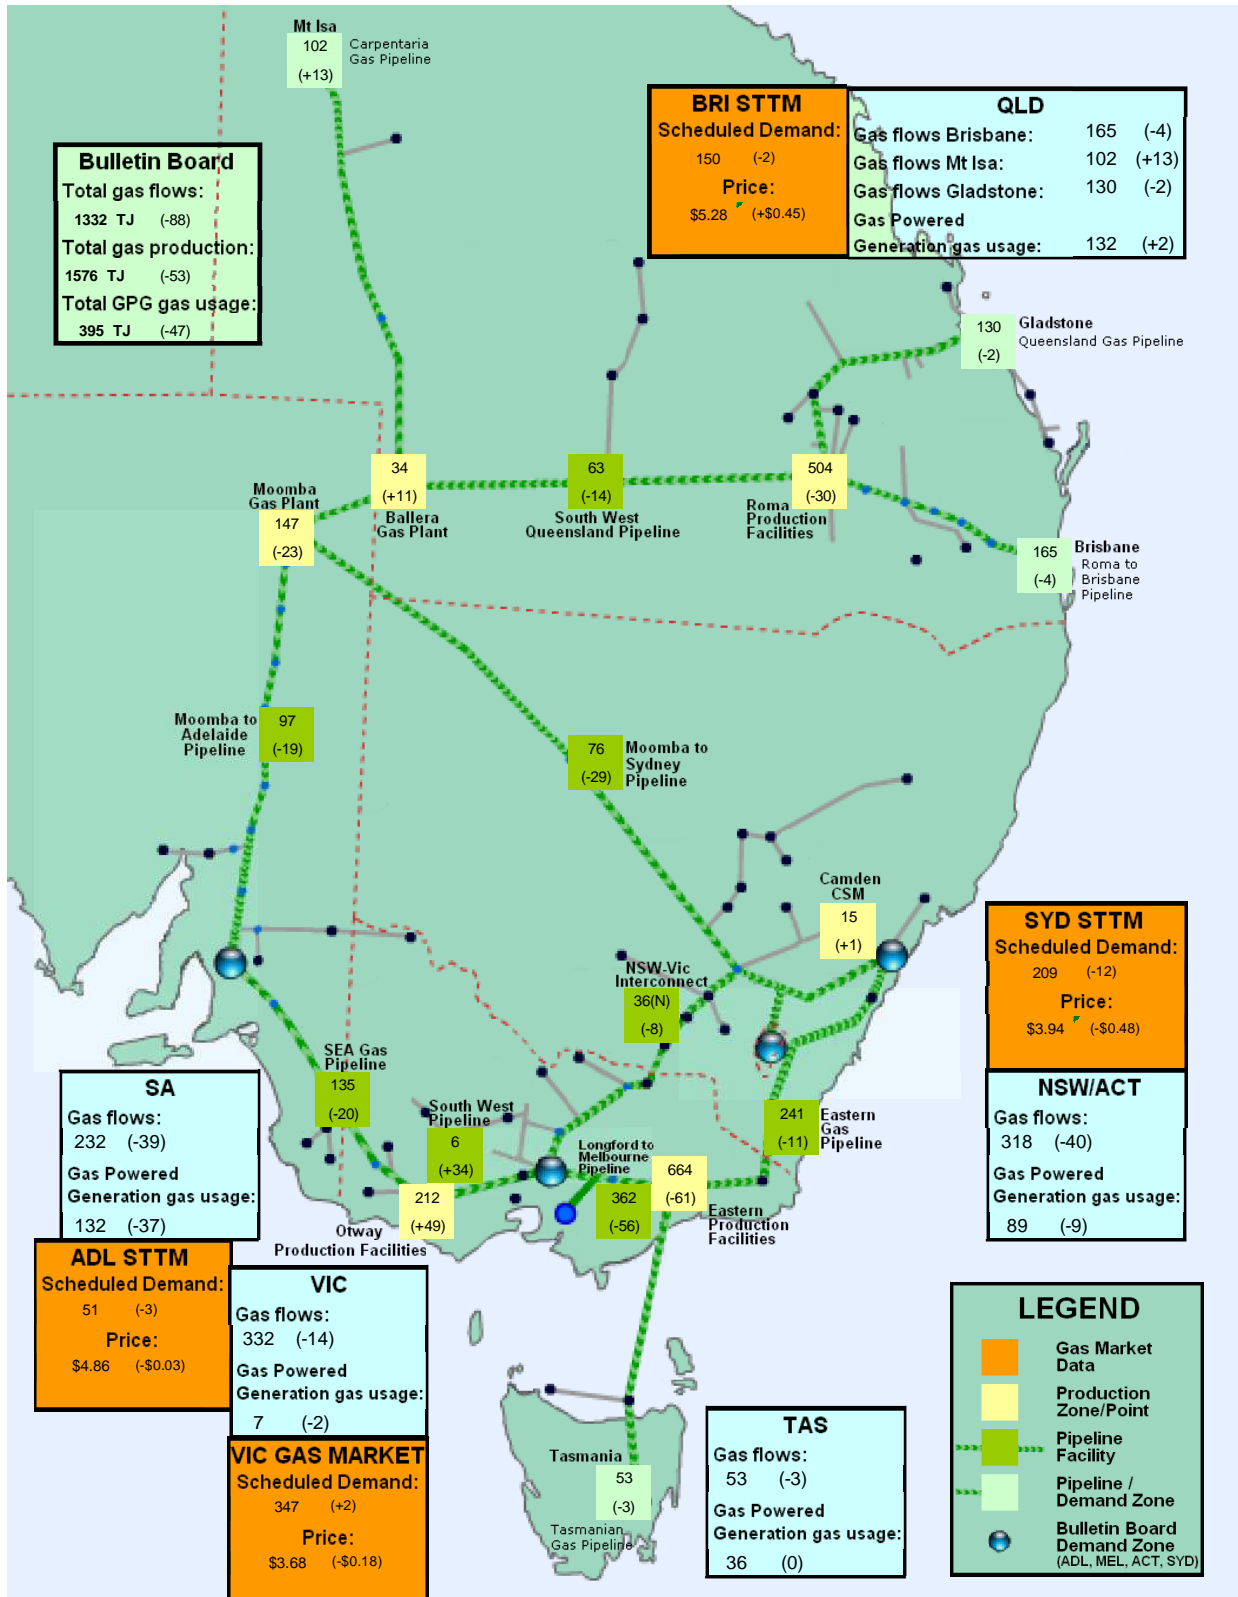 Mt Isa
102
(+13)
Carpentaria
Gas Pipeline
BRI STTM
Scheduled Demand:
150 (-2)
Price:
$5.28 (+$0.45)
QLD
Gas flows Brisbane: 165 (-4)
Gas flows Mt Isa: 102 (+13)
Gas flows Gladstone: 130 (-2)
Gas Powered
Generation gas usage: 132 (+2)
Bulletin Board
Total gas flows:
1332 TJ (-88)
Total gas production:
1576 TJ (-53)
Total GPG gas usage:
395 TJ (-47)
130
(-2)
Gladstone
Queensland Gas Pipeline
34
(+11)
Ballera
Gas Plant
63
(-14)
South West
Queensland Pipeline
504
(-30)
Roma
Production
Facilities
Moomba
Gas Plant
147
(-23)
165
(-4)
Brisbane
Roma to
Brisbane
Pipeline
Moomba to
Adelaide
Pipeline
97
(-19)
76
(-29)
Moomba to
Sydney
Pipeline
Camden
CSM
15
(+1)
SYD STTM
Scheduled Demand:
209 (-12)
Price:
$3.94 (-$0.48)
NSW-Vic
Interconnect
36(N)
(-8)
SEA Gas
Pipeline
135
(-20)
SA
Gas flows:
232 (-39)
Gas Powered
Generation gas usage:
132 (-37)
NSW/ACT
Gas flows:
318 (-40)
Gas Powered
Generation gas usage:
89 (-9)
South West
Pipeline
6
(+34)
241
(-11)
Eastern
Gas
Pipeline
Longford to
Melbourne
Pipeline
362
(-56)
664
(-61)
Eastern
Production
Facilities
212
(+49)
Otway
Production Facilities
ADL STTM
Scheduled Demand:
51 (-3)
Price:
$4.86 (-$0.03)
VIC
Gas flows:
332 (-14)
Gas Powered
Generation gas usage:
7 (-2)
VIC GAS MARKET
Scheduled Demand:
347 (+2)
Price:
$3.68 (-$0.18)
Tasmania
53
(-3)
Tasmanian
Gas Pipeline
TAS
Gas flows:
53 (-3)
Gas Powered
Generation gas usage:
36 (0)
LEGEND
Gas Market
Data
Production
Zone/Point
Pipeline
Facility
Pipeline /
Demand Zone
Bulletin Board
Demand Zone
(ADL, MEL, ACT, SYD)